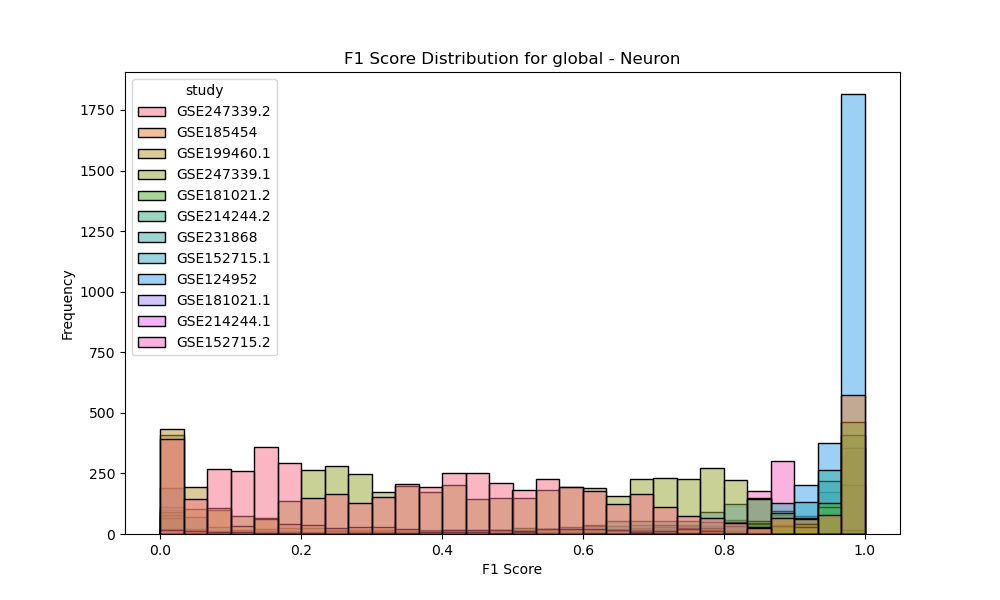 F1 Score Distribution for global - Neuron
study
GSE247339.2
GSE185454
GSE199460.1
GSE247339.1
GSE181021.2
GSE214244.2
GSE231868
GSE152715.1
GSE124952
GSE181021.1
GSE214244.1
GSE152715.2
Frequency
1750
1500
1250
1000
750
500
250
0
0.0 0.2 0.4 0.6 0.8 1.0
F1 Score